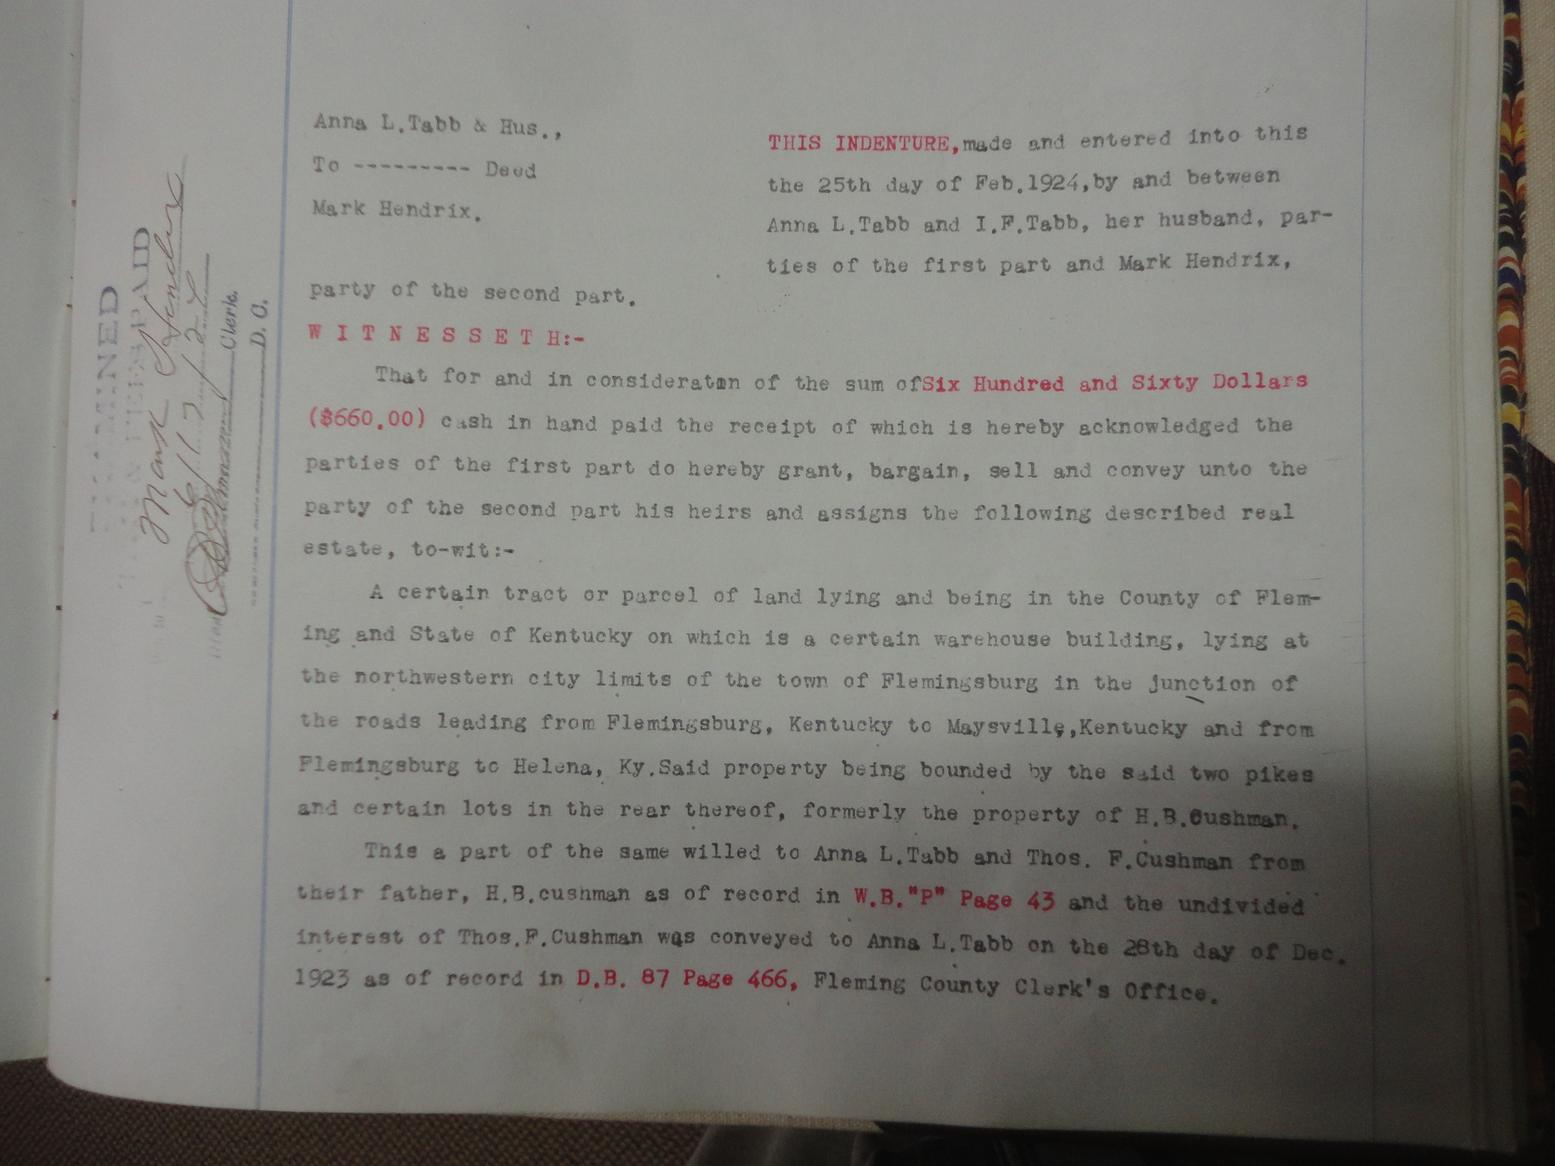 Anna L.Tabb & Hus.,
To --------- Deed
Mark Hendrix.
THIS INDENTURE,made and entered into this
the 25th day of Feb.1924,by and between
Anna L.Tabb and I.F.Tabb, her husband, par-
ties of the first part and Mark Hendrix,
party of the second part.
W I T N E S S E T H:-
That for and in consideraton of the sum ofSix Hundred and Sixty Dollars
($660.00) cash in hand paid the receipt of which is hereby acknowledged the
parties of the first part do hereby grant, bargain, sell and convey unto the
party of the second part his heirs and assigns the following described real
estate, to-wit:-
A certain tract or parcel of land lying and being in the County of Flem-
ing and State of Kentucky on which is a certain warehouse building, lying at
the northwestern city limits of the town of Flemingsburg in the junction of
the roads leading from Flemingsburg, Kentucky to Maysville,Kentucky and from
Flemingsburg to Helena, Ky.Said property being bounded by the said two pikes
and certain lots in the rear thereof, formerly the property of H.B.Cushman.
This a part of the same willed to Anna L.Tabb and Thos. F.Cushman from
their father, H.B.cushman as of record in W.B."P" Page 43 and the undivided
interest of Thos.F.Cushman was conveyed to Anna L.Tabb on the 28th day of Dec.
1923 as of record in D.B. 87 Page 466, Fleming County Clerk's Office.
EXAMINED
PAID
Mark Hendrix
Clerk.
D. C.